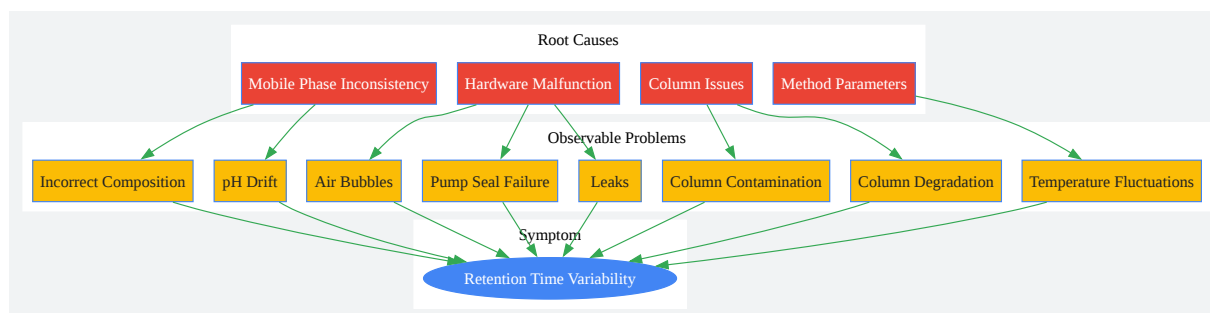 Root Causes
Mobile Phase Inconsistency
Hardware Malfunction
Column Issues
Method Parameters
Observable Problems
Incorrect Composition
pH Drift
Air Bubbles
Pump Seal Failure
Leaks
Column Contamination
Column Degradation
Temperature Fluctuations
Symptom
Retention Time Variability